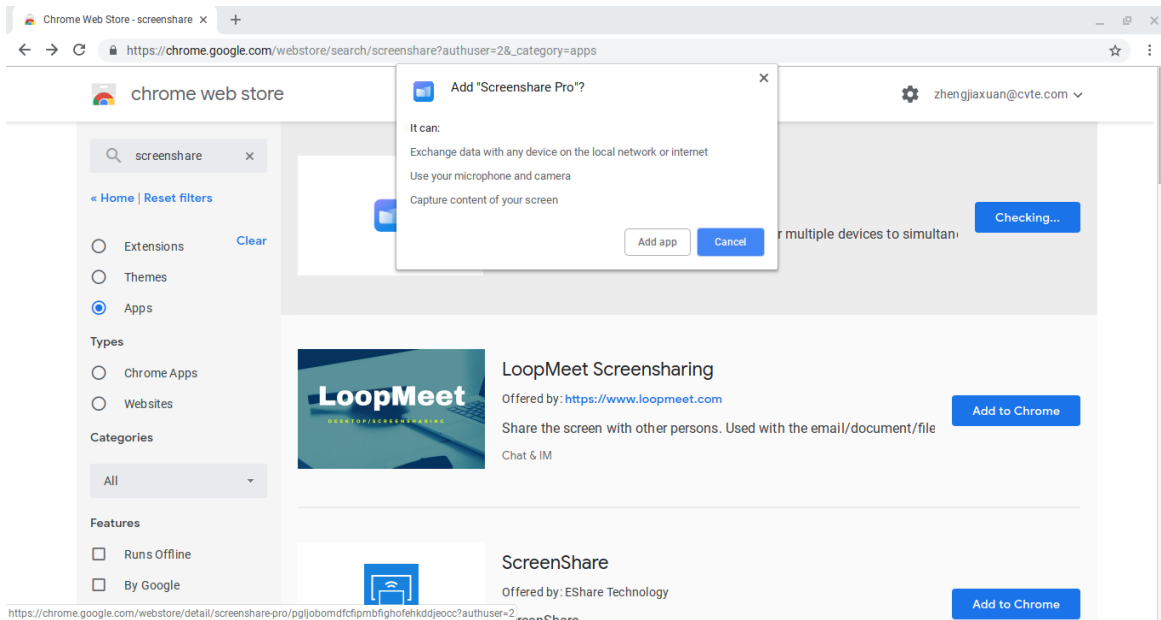 Chrome Web Store - screenshare
https://chrome.google.com/webstore/search/screenshare?authuser=2&_category=apps
chrome web store
zhengjiaxuan@cvte.com
Add "Screenshare Pro"?
It can:
Exchange data with any device on the local network or internet
Use your microphone and camera
Capture content of your screen
Add app
Cancel
Checking...
r multiple devices to simultan
screenshare
« Home | Reset filters
Extensions
Clear
Themes
Apps
Types
Chrome Apps
Websites
Categories
All
Features
Runs Offline
By Google
LoopMeet
DESKTOP/SCREENSHARING
LoopMeet Screensharing
Offered by: https://www.loopmeet.com
Share the screen with other persons. Used with the email/document/file
Chat & IM
Add to Chrome
ScreenShare
Offered by: EShare Technology
Add to Chrome
reenShare
https://chrome.google.com/webstore/detail/screenshare-pro/pgljobomdfcfipmbfighofehkddjeocc?authuser=2